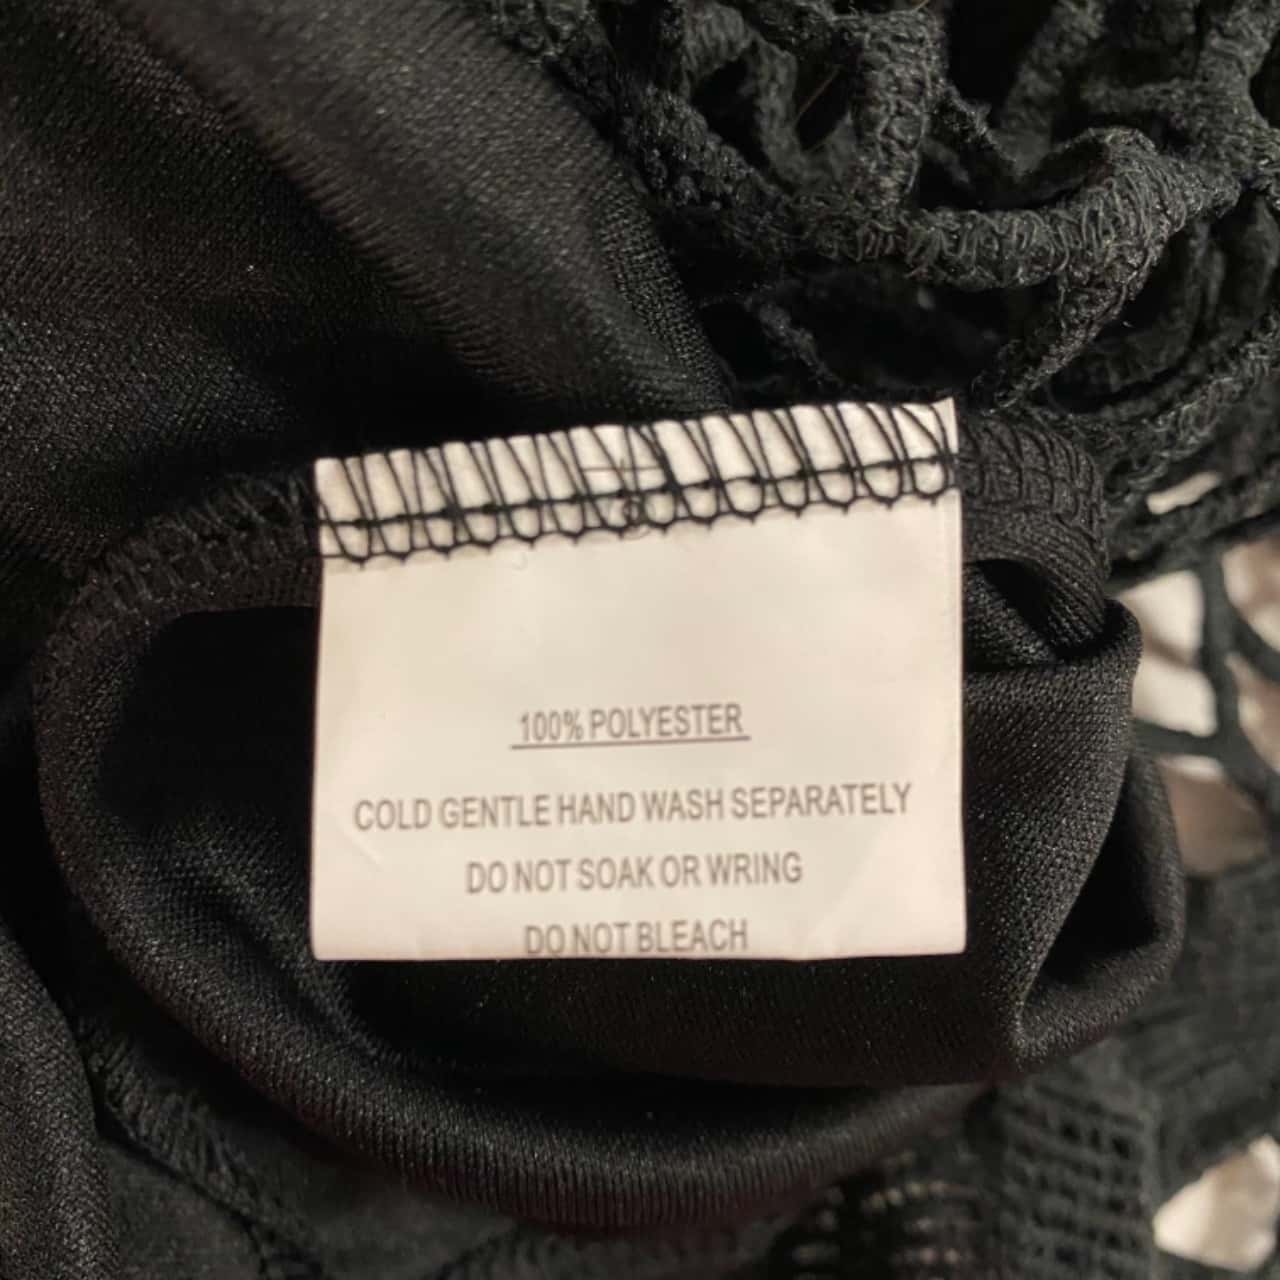 100% POLYESTER
COLD GENTLE HAND WASH SEPARATELY
DO NOT SOAK OR WRING
DO NOT BLEACH